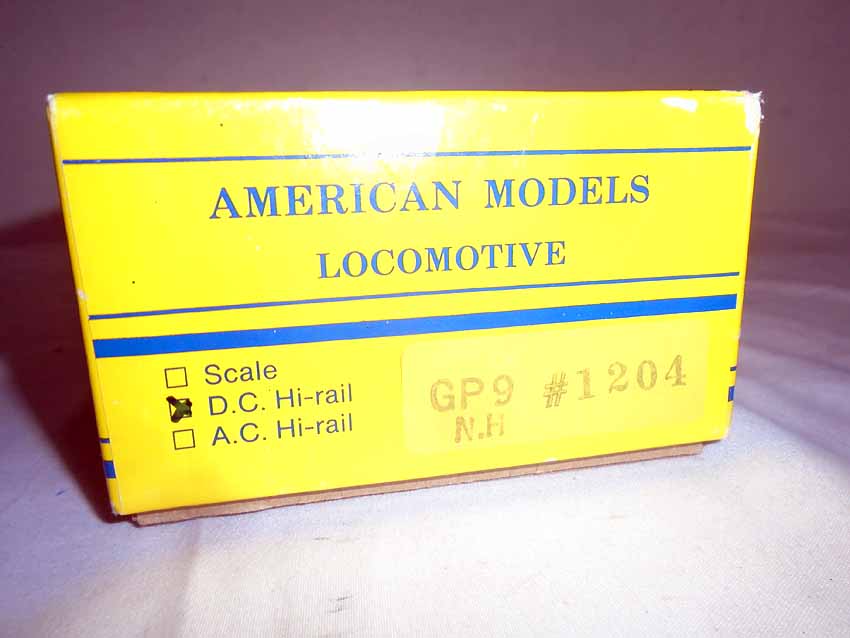 AMERICAN MODELS
LOCOMOTIVE
Scale
D.C. Hi-rail
A.C. Hi-rail
GP9 #1204
N.H